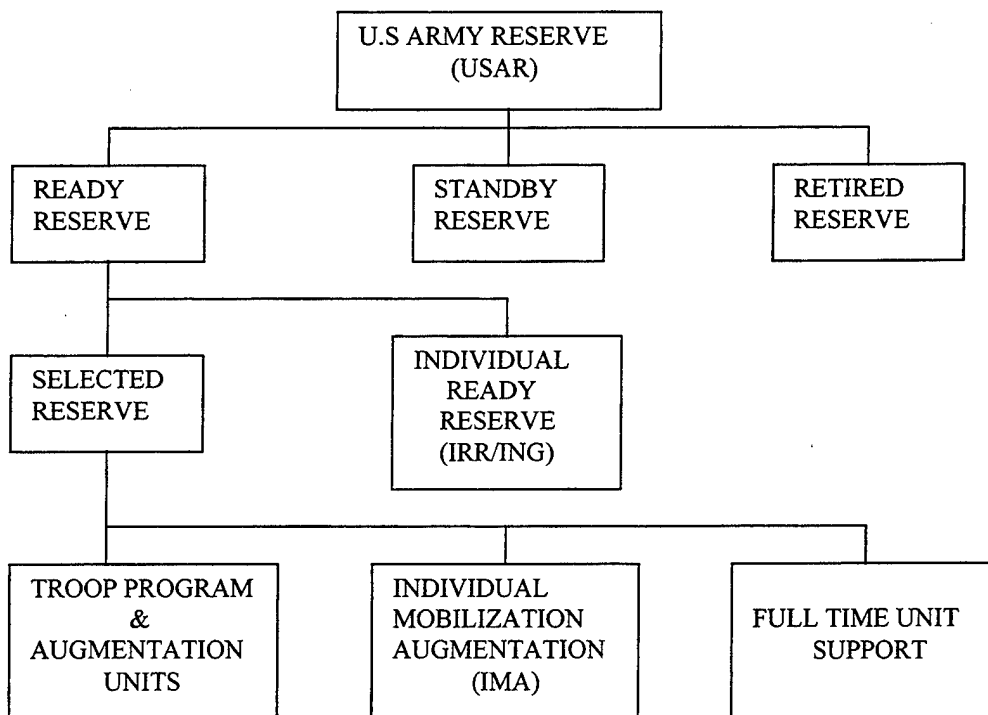 U.S ARMY RESERVE
(USAR)
READY
RESERVE
STANDBY
RESERVE
RETIRED
RESERVE
SELECTED
RESERVE
INDIVIDUAL
READY
RESERVE
(IRR/ING)
TROOP PROGRAM
&
AUGMENTATION
UNITS
INDIVIDUAL
MOBILIZATION
AUGMENTATION
(IMA)
FULL TIME UNIT
SUPPORT